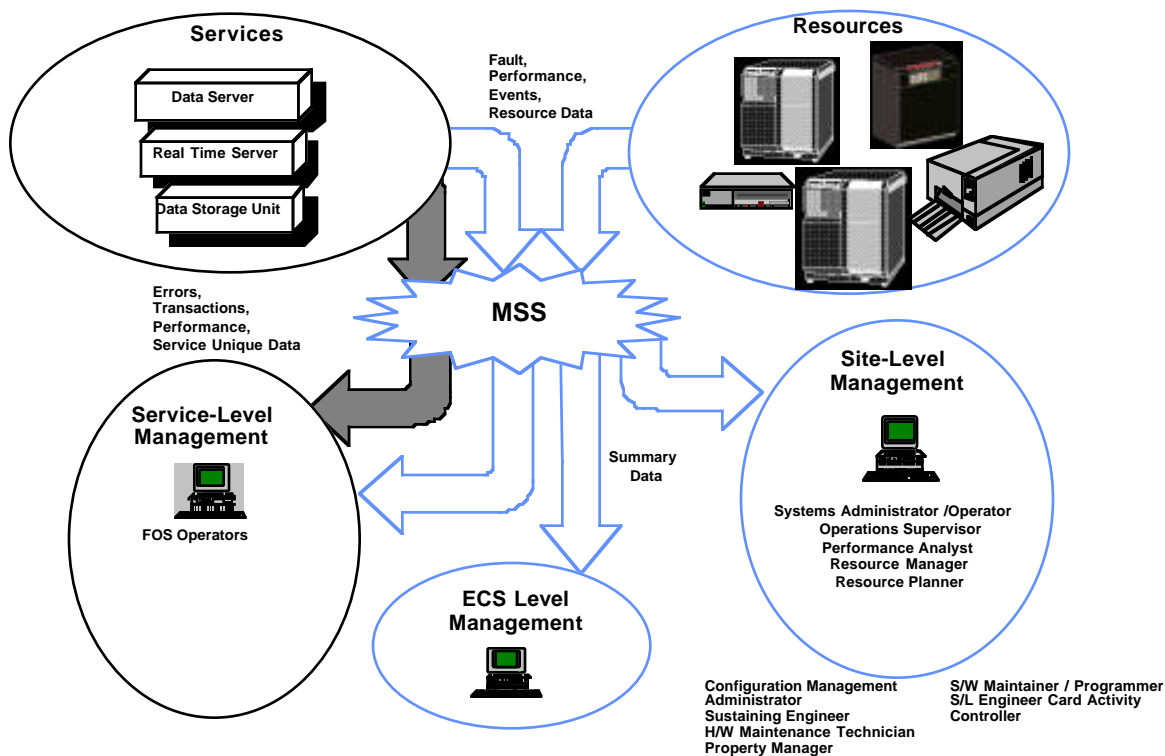 Services
Data Server
Real Time Server
Data Storage Unit
Fault,
Performance,
Events,
Resource Data
Resources
Errors,
Transactions,
Performance,
Service Unique Data
MSS
Service-Level
Management
FOS Operators
Summary
Data
ECS Level
Management
Site-Level
Management
Systems Administrator /Operator
Operations Supervisor
Performance Analyst
Resource Manager
Resource Planner
Configuration Management
Administrator
Sustaining Engineer
H/W Maintenance Technician
Property Manager
S/W Maintainer / Programmer
S/L Engineer Card Activity
Controller